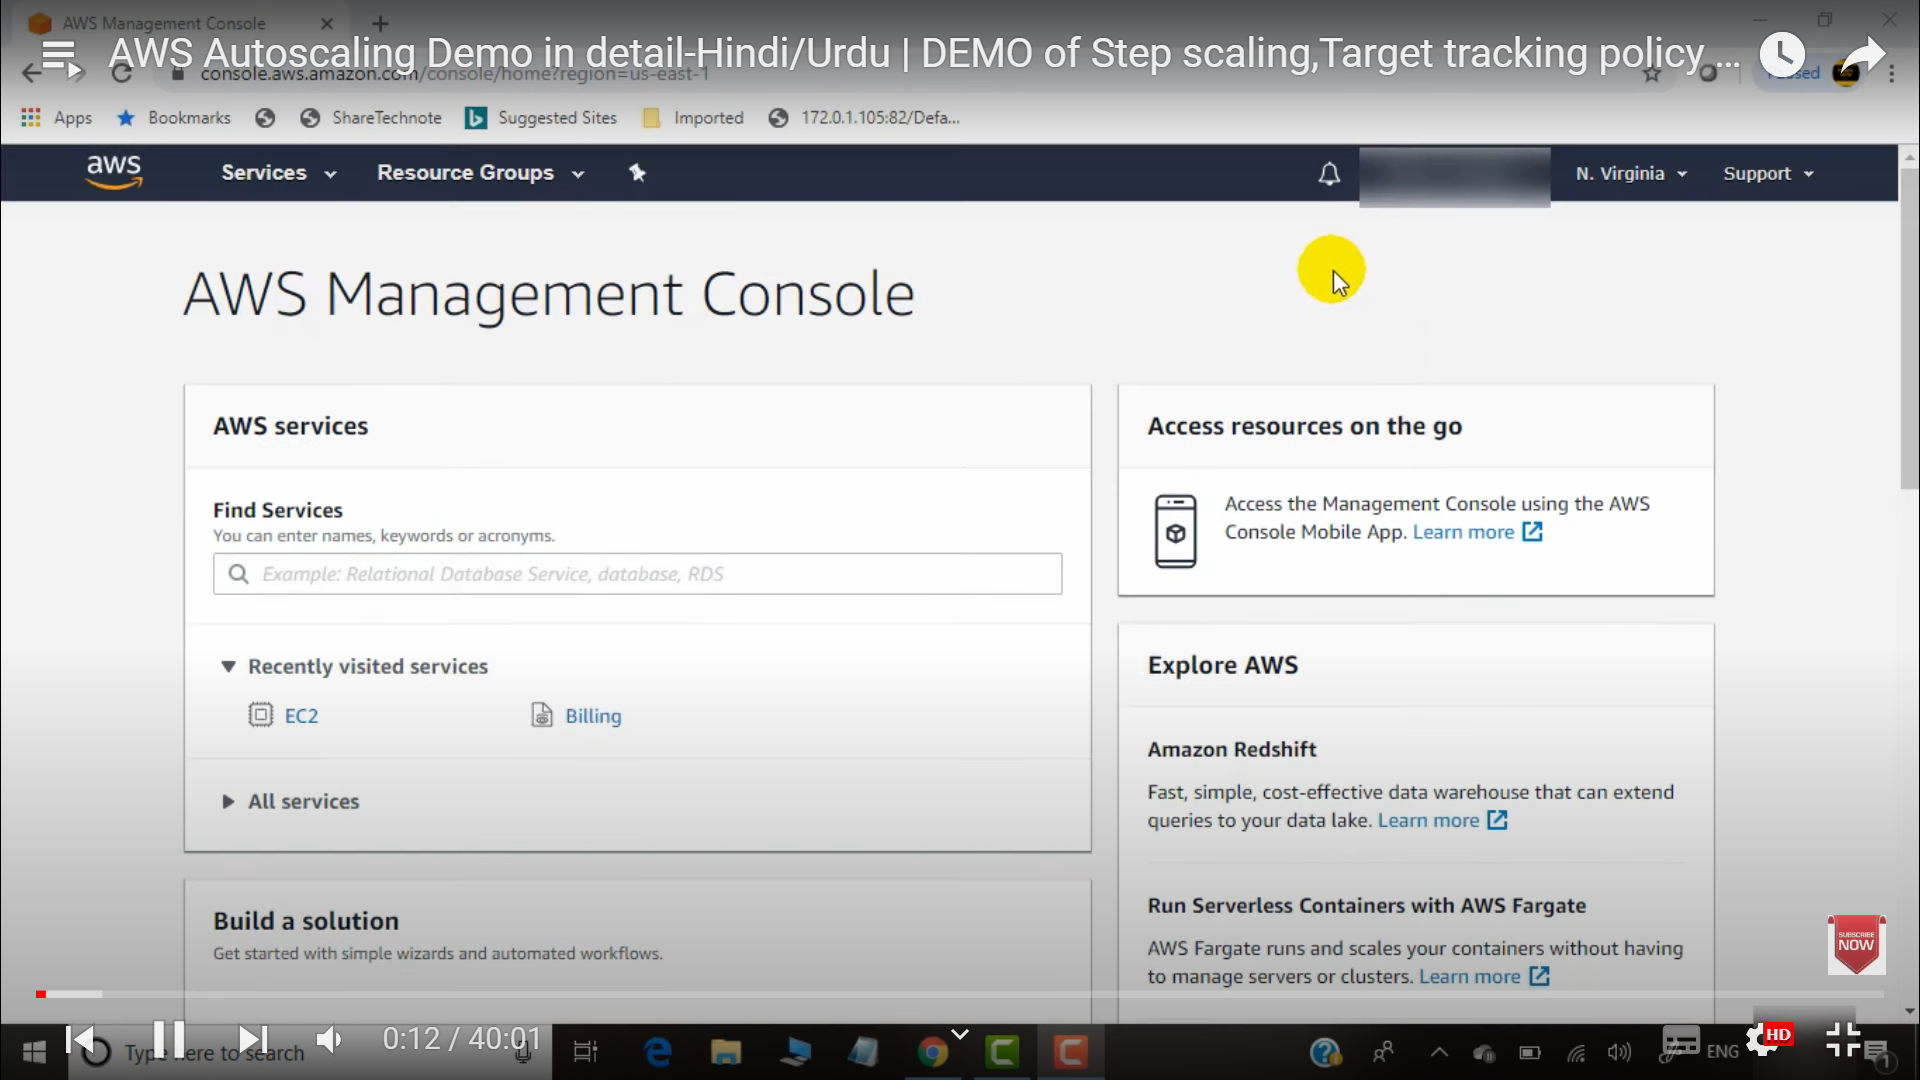 AWS Management Console
AWS Autoscaling Demo in detail-Hindi/Urdu | DEMO of Step scaling,Target tracking policy ...
console.aws.amazon.com/console/home?region=us-east-1
Apps
Bookmarks
ShareTechnote
Suggested Sites
Imported
172.0.1.105:82/Defa...
aws
Services
Resource Groups
N. Virginia
Support
AWS Management Console
AWS services
Find Services
You can enter names, keywords or acronyms.
Example: Relational Database Service, database, RDS
Recently visited services
EC2
Billing
All services
Build a solution
Get started with simple wizards and automated workflows.
Access resources on the go
Access the Management Console using the AWS
Console Mobile App. Learn more
Explore AWS
Amazon Redshift
Fast, simple, cost-effective data warehouse that can extend
queries to your data lake. Learn more
Run Serverless Containers with AWS Fargate
AWS Fargate runs and scales your containers without having
to manage servers or clusters. Learn more
SUBSCRIBE
NOW
0:12 / 40:01
HD
Type here to search
ENG
1